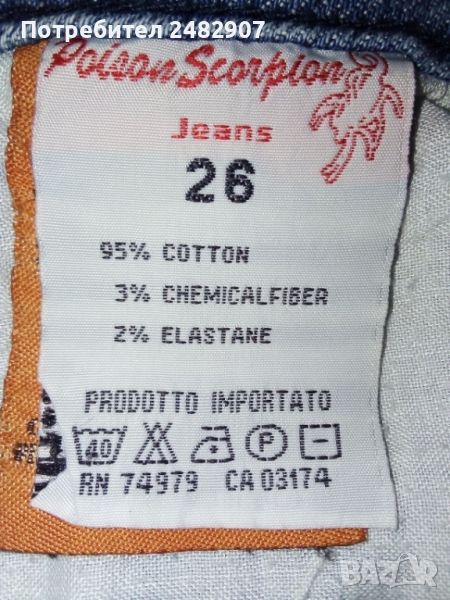 Потребител 2482907
Poison Scorpion
Jeans
26
95% COTTON
3% CHEMICALFIBER
2% ELASTANE
PRODOTTO IMPORTATO
40 P
RN 74979 CA 03174
BAZAR